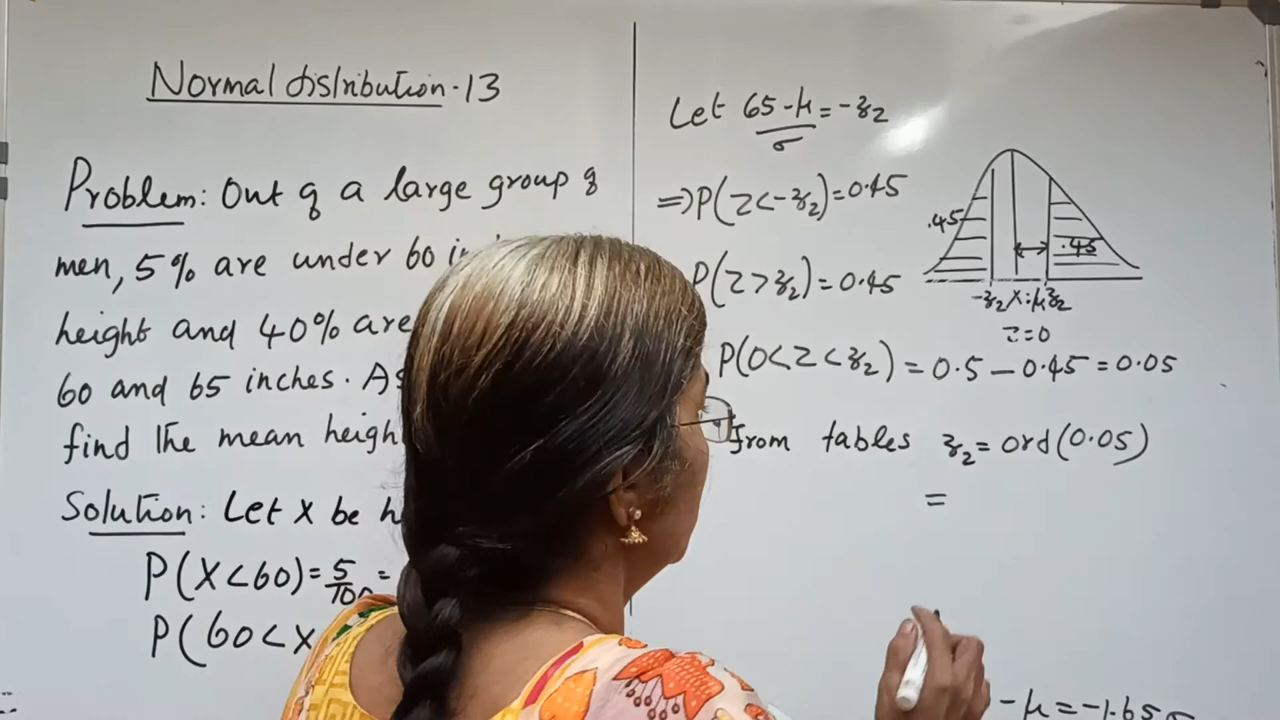 Normal distribution-13
Problem: Out of a large group of
men, 5% are under 60
height and 40% are
60 and 65 inches.
find the mean
Solution: Let X be
P(X<60)=5/100=
P(60<X
Let (65-μ)/σ=-z₂
⇒P(Z<-z₂)=0.45
P(Z>z₂)=0.45
P(0<Z<z₂)=0.5-0.45=0.05
from tables z₂=ord(0.05)
=
-μ=-1.65σ
.45
.45
-z₂ X=μ z₂
z=0